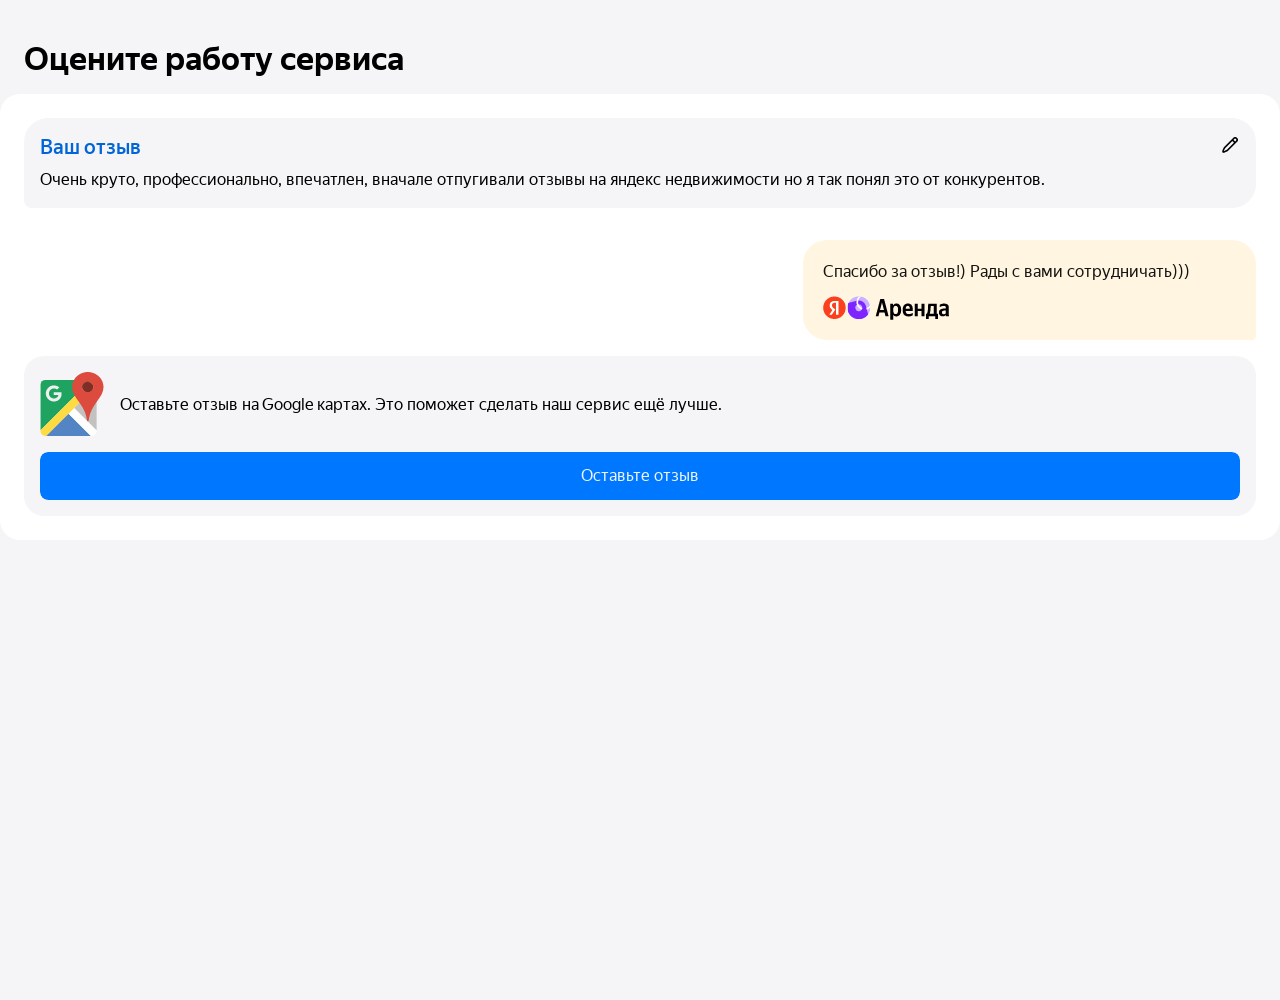 Оцените работу сервиса
Ваш отзыв
Очень круто, профессионально, впечатлен, вначале отпугивали отзывы на яндекс недвижимости но я так понял это от конкурентов.
Спасибо за отзыв!) Рады с вами сотрудничать)))
Я Аренда
G
Оставьте отзыв на Google картах. Это поможет сделать наш сервис ещё лучше.
Оставьте отзыв